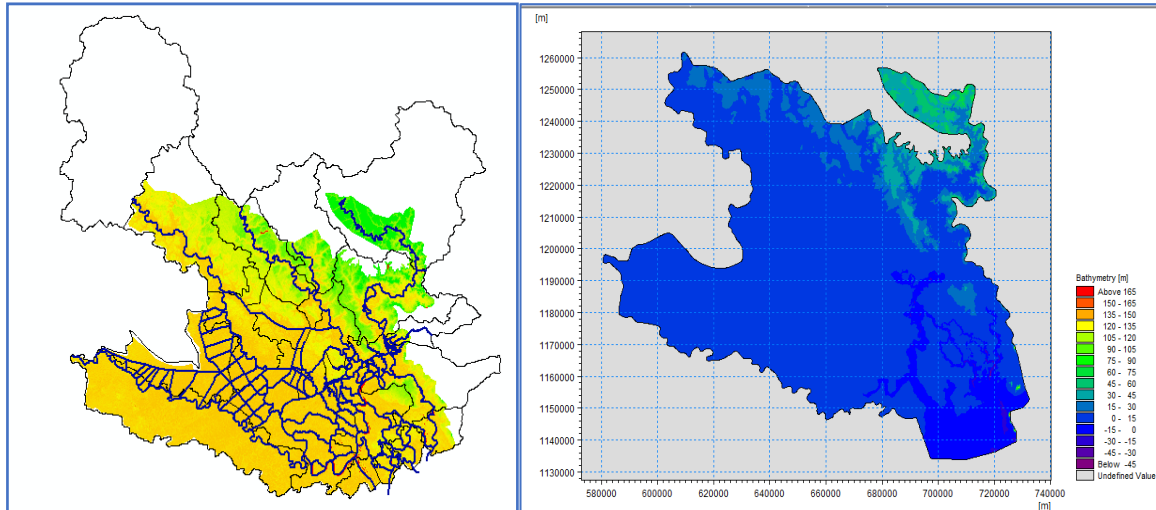 [m]
1260000
1250000
1240000
1230000
1220000
1210000
1200000
1190000
1180000
1170000
1160000
1150000
1140000
1130000
580000 600000 620000 640000 660000 680000 700000 720000 740000
[m]
Bathymetry [m]
Above 165
150 - 165
135 - 150
120 - 135
105 - 120
90 - 105
75 - 90
60 - 75
45 - 60
30 - 45
15 - 30
0 - 15
-15 - 0
-30 - -15
-45 - -30
Below -45
Undefined Value